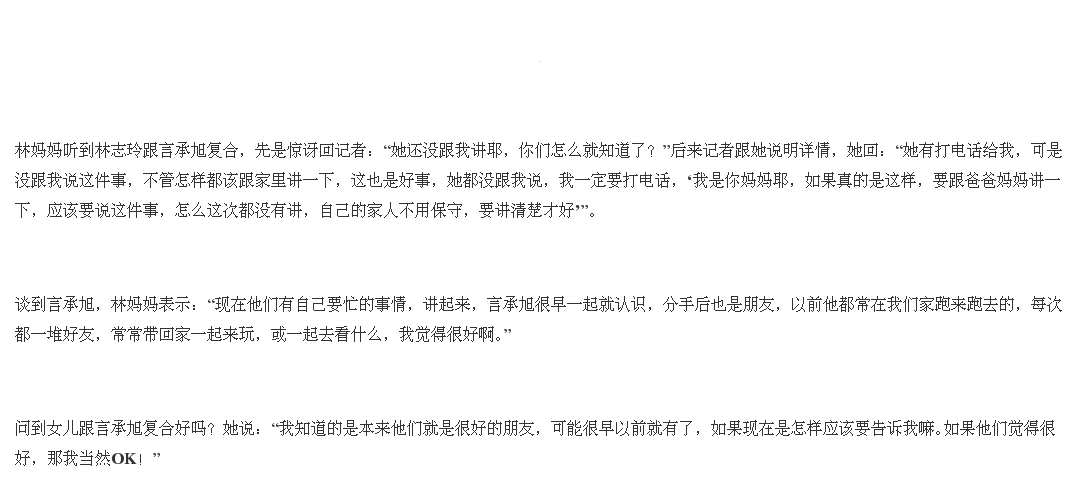 林妈妈听到林志玲跟言承旭复合，先是惊讶回记者：“她还没跟我讲耶，你们怎么就知道了？”后来记者跟她说明详情，她回：“她有打电话给我，可是
没跟我说这件事，不管怎样都该跟家里讲一下，这也是好事，她都没跟我说，我一定要打电话，‘我是你妈妈耶，如果真的是这样，要跟爸爸妈妈讲一
下，应该要说这件事，怎么这次都没有讲，自己的家人不用保守，要讲清楚才好’”。
谈到言承旭，林妈妈表示：“现在他们有自己要忙的事情，讲起来，言承旭很早一起就认识，分手后也是朋友，以前他都常在我们家跑来跑去的，每次
都一堆好友，常常带回家一起来玩，或一起去看什么，我觉得很好啊。”
问到女儿跟言承旭复合好吗？她说：“我知道的是本来他们就是很好的朋友，可能很早以前就有了，如果现在是怎样应该要告诉我嘛。如果他们觉得很
好，那我当然OK！”